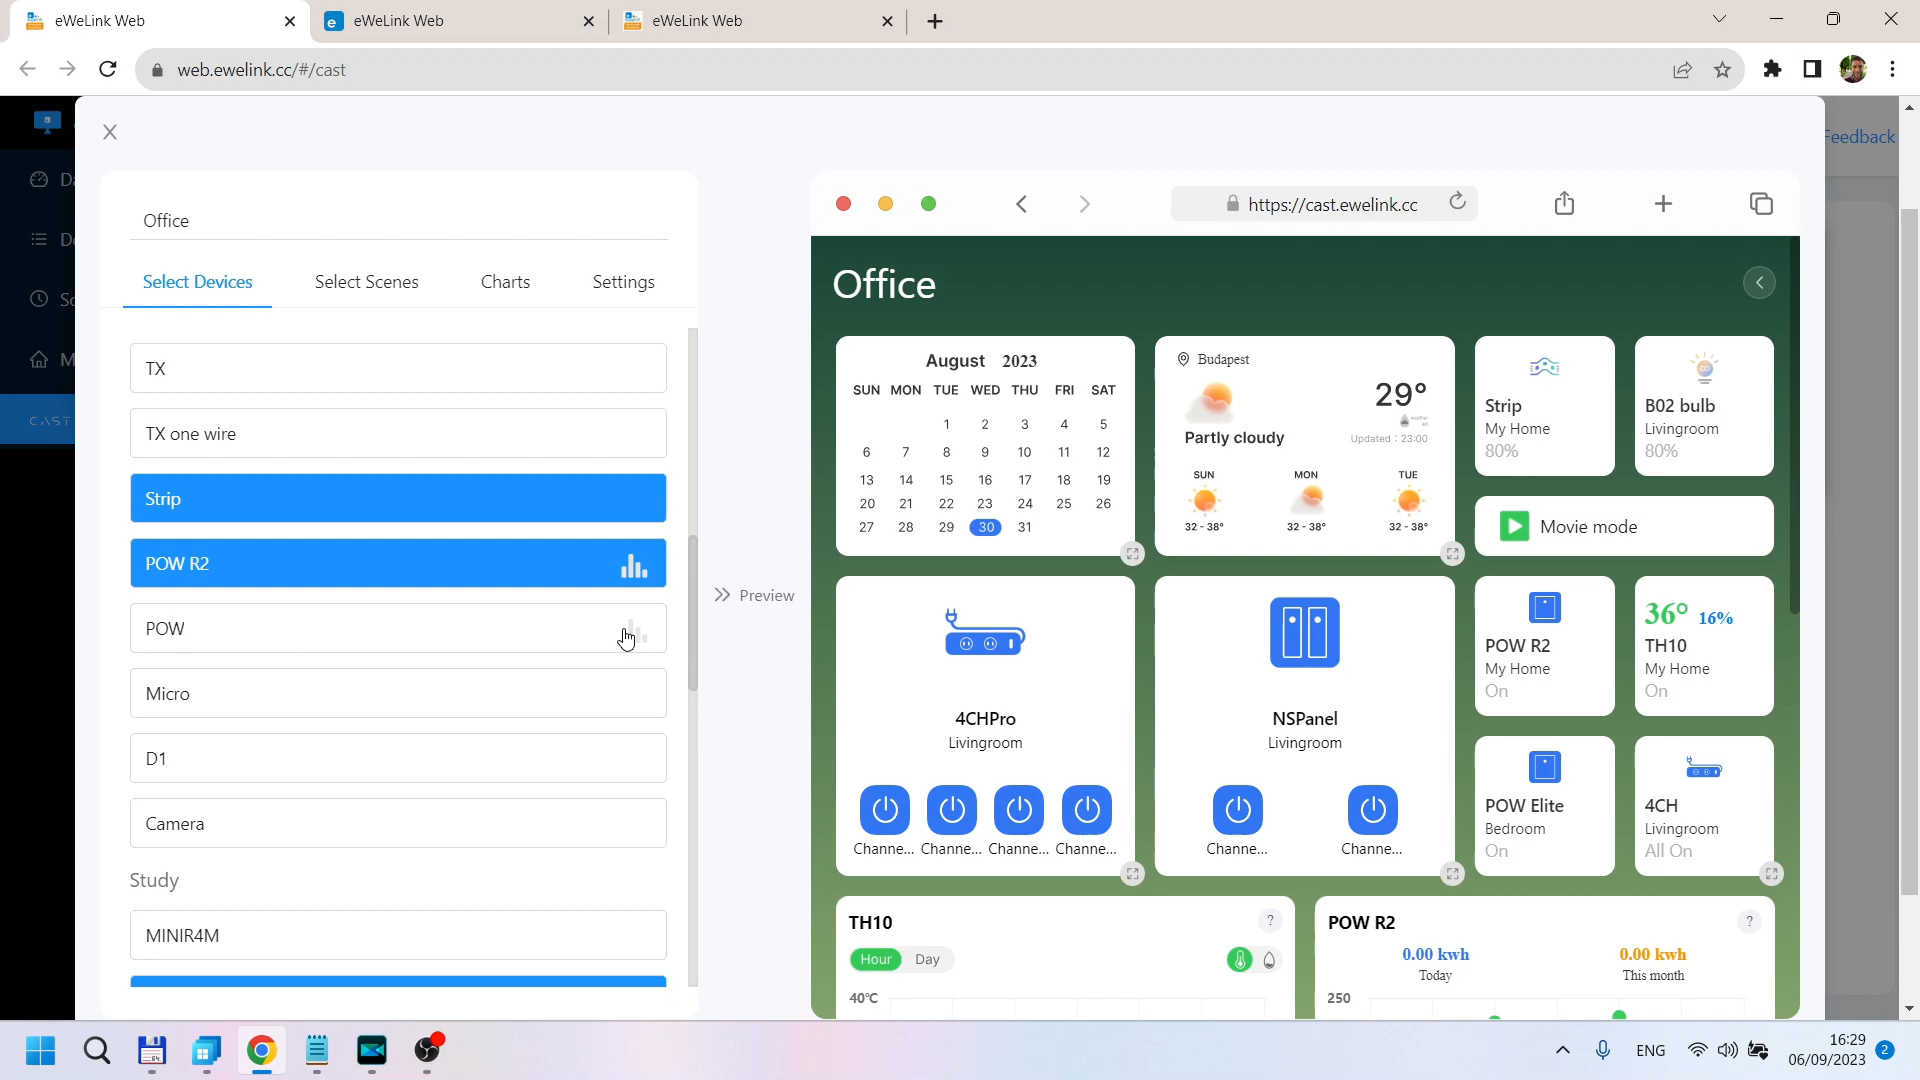 eWeLink Web
eWeLink Web
eWeLink Web
web.ewelink.cc/#/cast
Feedback
CAST
Office
Select Devices
Select Scenes
Charts
Settings
TX
TX one wire
Strip
POW R2
POW
Micro
D1
Camera
Study
MINIR4M
Preview
https://cast.ewelink.cc
Office
August 2023
SUN MON TUE WED THU FRI SAT
1 2 3 4 5
6 7 8 9 10 11 12
13 14 15 16 17 18 19
20 21 22 23 24 25 26
27 28 29 30 31
Budapest
29°
Partly cloudy
Updated : 23:00
SUN MON TUE
32 - 38° 32 - 38° 32 - 38°
Strip
My Home
80%
B02 bulb
Livingroom
80%
Movie mode
4CHPro
Livingroom
Channe... Channe... Channe... Channe...
NSPanel
Livingroom
Channe... Channe...
POW R2
My Home
On
36° 16%
TH10
My Home
On
POW Elite
Bedroom
On
4CH
Livingroom
All On
TH10
?
Hour Day
40°C
POW R2
?
0.00 kwh
Today
0.00 kwh
This month
250
ENG
16:29
06/09/2023
2